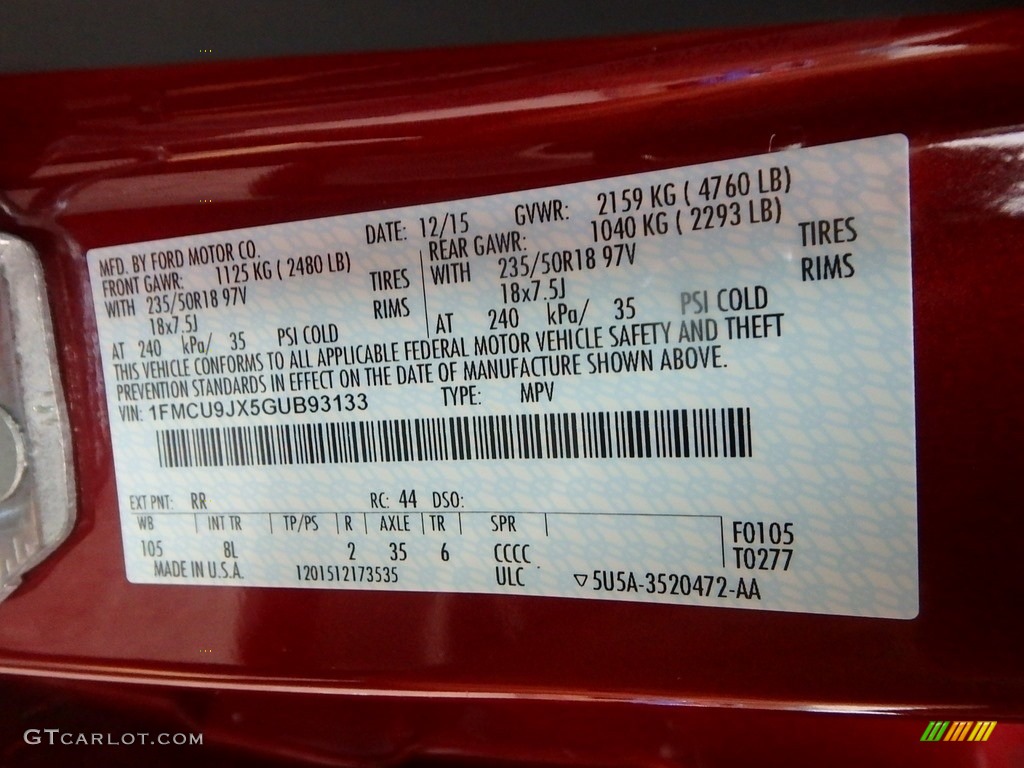 MFD. BY FORD MOTOR CO. DATE: 12/15 GVWR: 2159 KG ( 4760 LB)
FRONT GAWR: 1125 KG ( 2480 LB) REAR GAWR: 1040 KG ( 2293 LB)
WITH 235/50R18 97V TIRES WITH 235/50R18 97V TIRES
18x7.5J RIMS 18x7.5J RIMS
AT 240 kPa/ 35 PSI COLD AT 240 kPa/ 35 PSI COLD
THIS VEHICLE CONFORMS TO ALL APPLICABLE FEDERAL MOTOR VEHICLE SAFETY AND THEFT
PREVENTION STANDARDS IN EFFECT ON THE DATE OF MANUFACTURE SHOWN ABOVE.
VIN: 1FMCU9JX5GUB93133 TYPE: MPV
EXT PNT: RR RC: 44 DSO:
WB INT TR TP/PS R AXLE TR SPR F0105
105 8L 2 35 6 CCCC T0277
MADE IN U.S.A. 1201512173535 ULC ▽5U5A-3520472-AA
GTCARLOT.COM